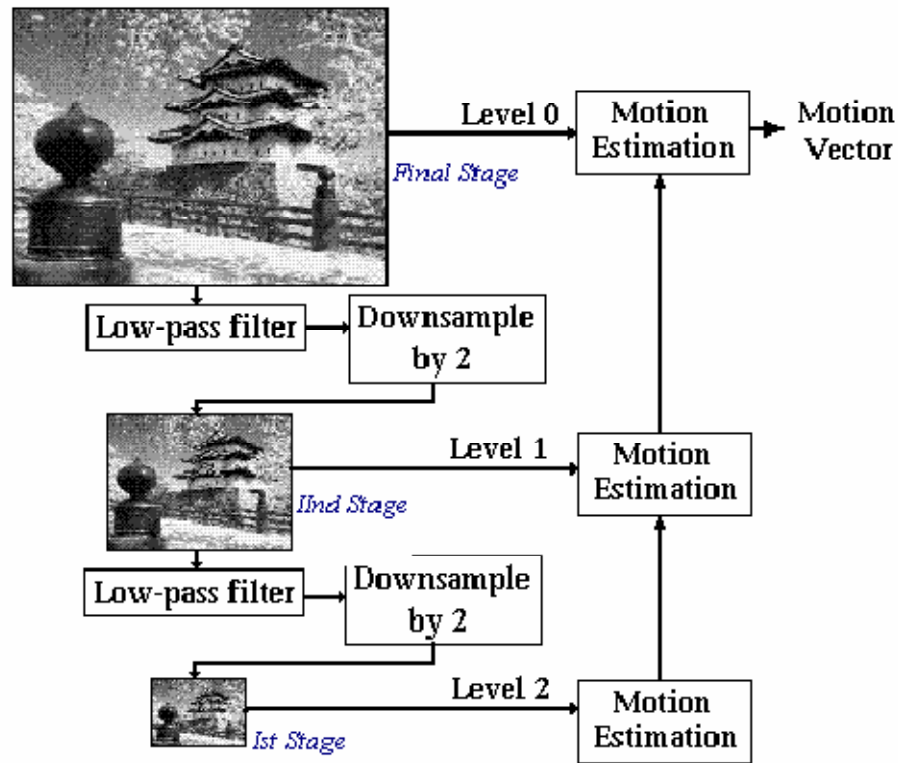 Level 0
Final Stage
Motion
Estimation
Motion
Vector
Low-pass filter
Downsample
by 2
Level 1
IInd Stage
Motion
Estimation
Low-pass filter
Downsample
by 2
Level 2
Ist Stage
Motion
Estimation